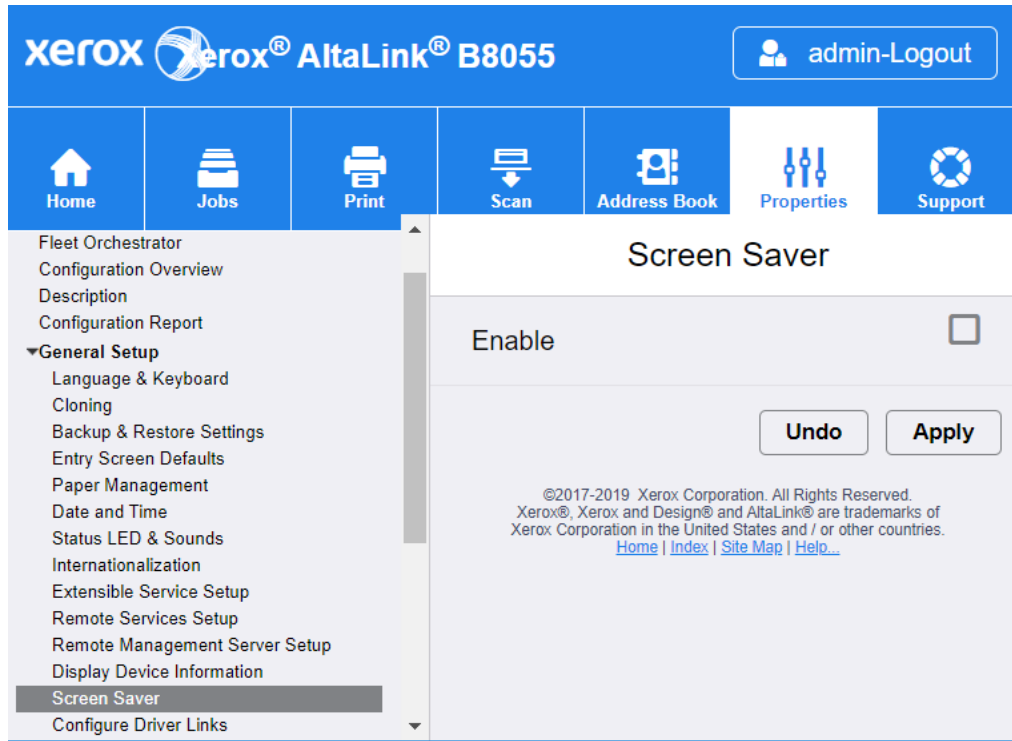 xerox Xerox® AltaLink® B8055
admin-Logout
Home
Jobs
Print
Scan
Address Book
Properties
Support
Fleet Orchestrator
Configuration Overview
Description
Configuration Report
General Setup
Language & Keyboard
Cloning
Backup & Restore Settings
Entry Screen Defaults
Paper Management
Date and Time
Status LED & Sounds
Internationalization
Extensible Service Setup
Remote Services Setup
Remote Management Server Setup
Display Device Information
Screen Saver
Configure Driver Links
Screen Saver
Enable
Undo
Apply
©2017-2019 Xerox Corporation. All Rights Reserved.
Xerox®, Xerox and Design® and AltaLink® are trademarks of
Xerox Corporation in the United States and / or other countries.
Home | Index | Site Map | Help...